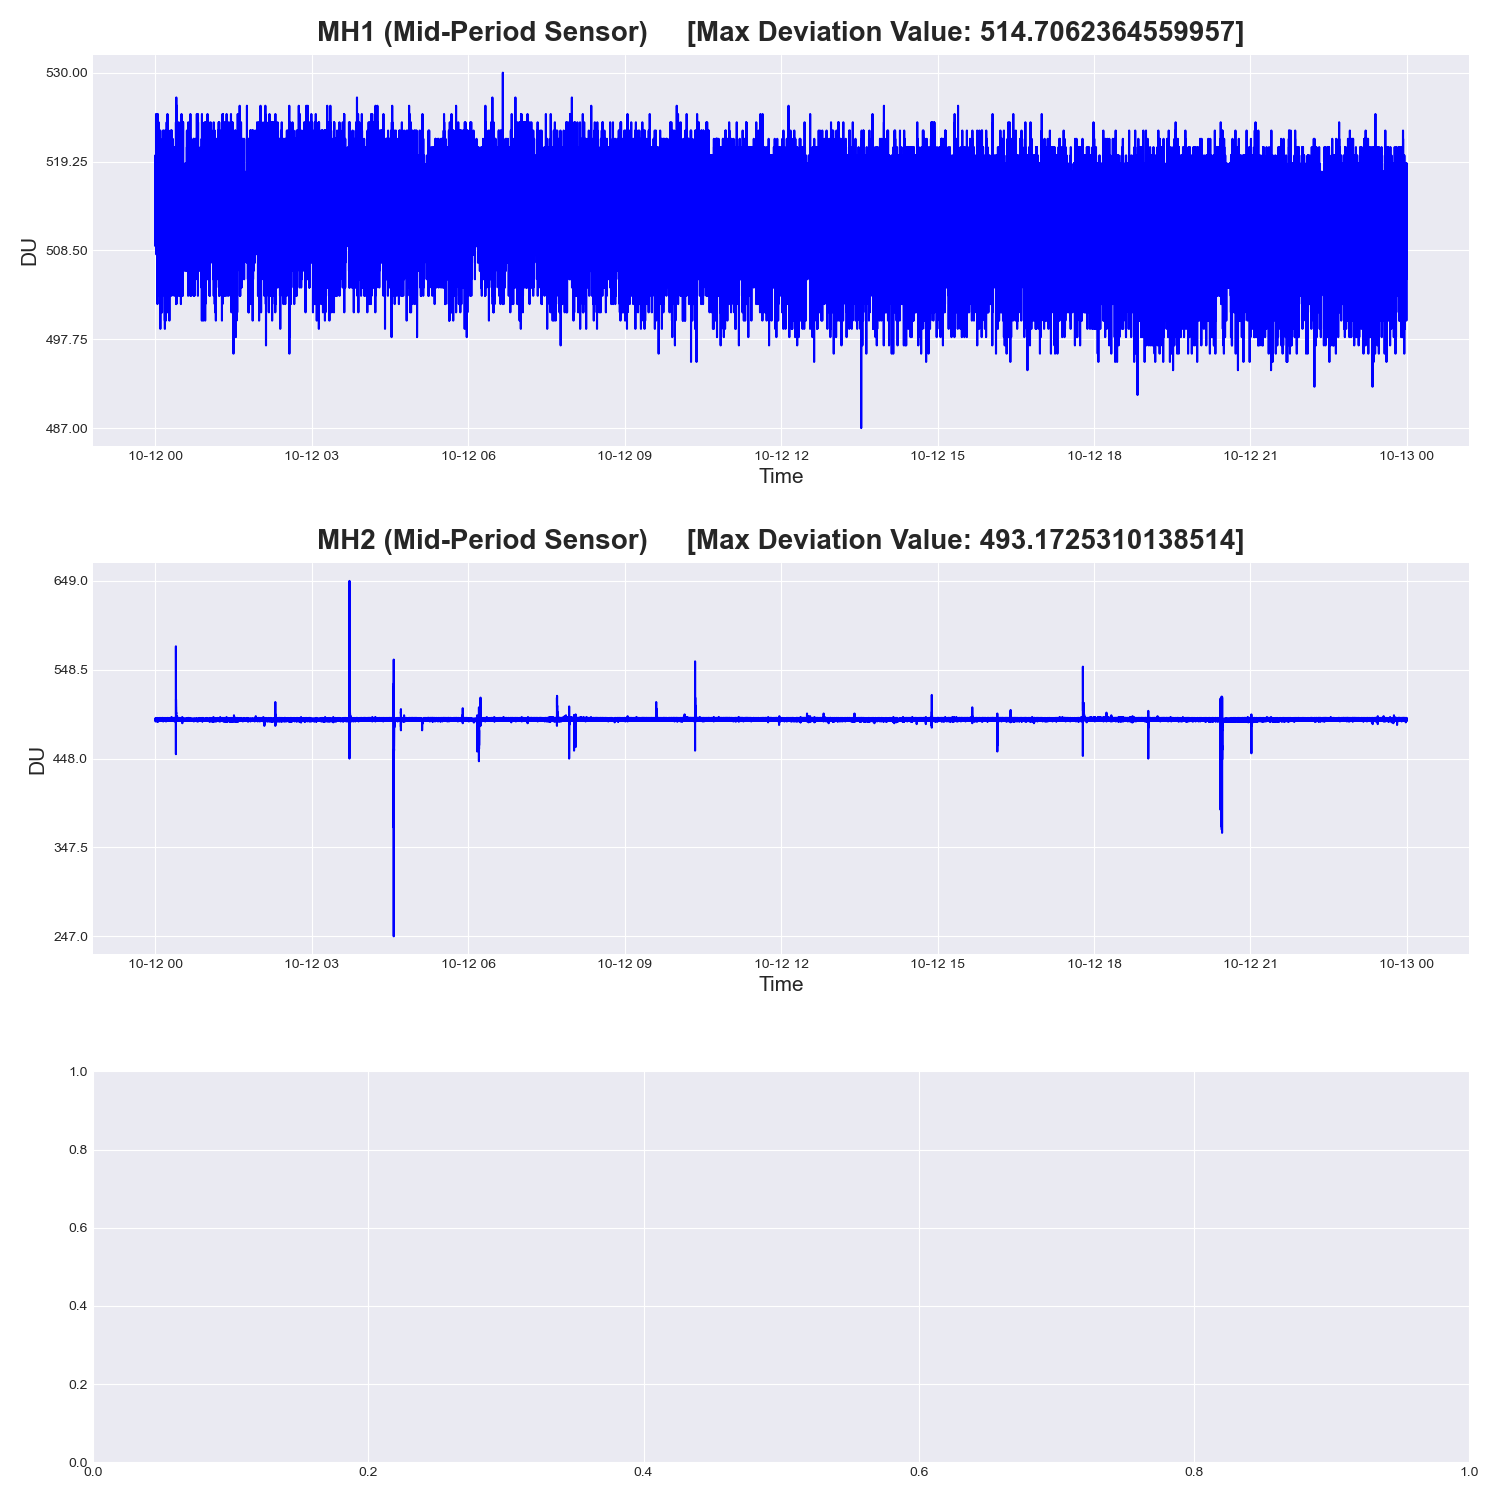 MH1 (Mid-Period Sensor) [Max Deviation Value: 514.7062364559957]
530.00
519.25
508.50
497.75
487.00
DU
10-12 00 10-12 03 10-12 06 10-12 09 10-12 12 10-12 15 10-12 18 10-12 21 10-13 00
Time
MH2 (Mid-Period Sensor) [Max Deviation Value: 493.1725310138514]
649.0
548.5
448.0
347.5
247.0
DU
10-12 00 10-12 03 10-12 06 10-12 09 10-12 12 10-12 15 10-12 18 10-12 21 10-13 00
Time
1.0
0.8
0.6
0.4
0.2
0.0
0.0 0.2 0.4 0.6 0.8 1.0